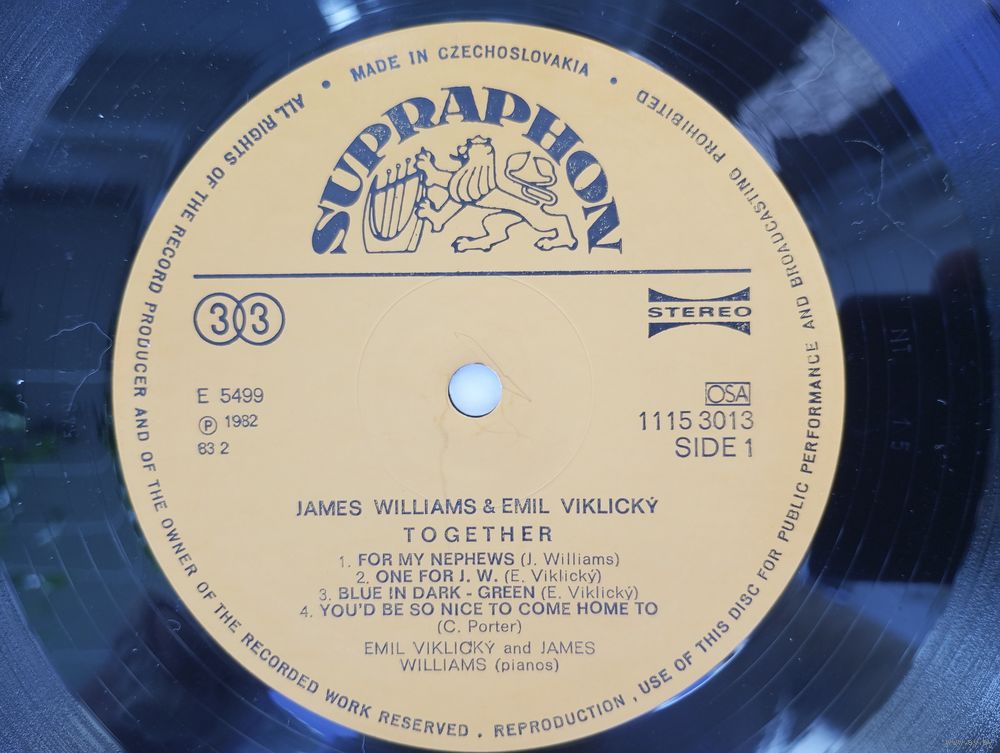 ALL RIGHTS OF THE RECORD PRODUCER AND OF THE OWNER OF THE RECORDED WORK RESERVED . REPRODUCTION , USE OF THIS DISC FOR PUBLIC PERFORMANCE AND BROADCASTING PROHIBITED
• MADE IN CZECHOSLOVAKIA •
SUPRAPHON
33
STEREO
E 5499
Ⓟ 1982
83 2
OSA
1115 3013
SIDE 1
JAMES WILLIAMS & EMIL VIKLICKÝ
TOGETHER
1. FOR MY NEPHEWS (J. Williams)
2. ONE FOR J. W. (E. Viklický)
3. BLUE IN DARK - GREEN (E. Viklický)
4. YOU'D BE SO NICE TO COME HOME TO
(C. Porter)
EMIL VIKLICKÝ and JAMES
WILLIAMS (pianos)